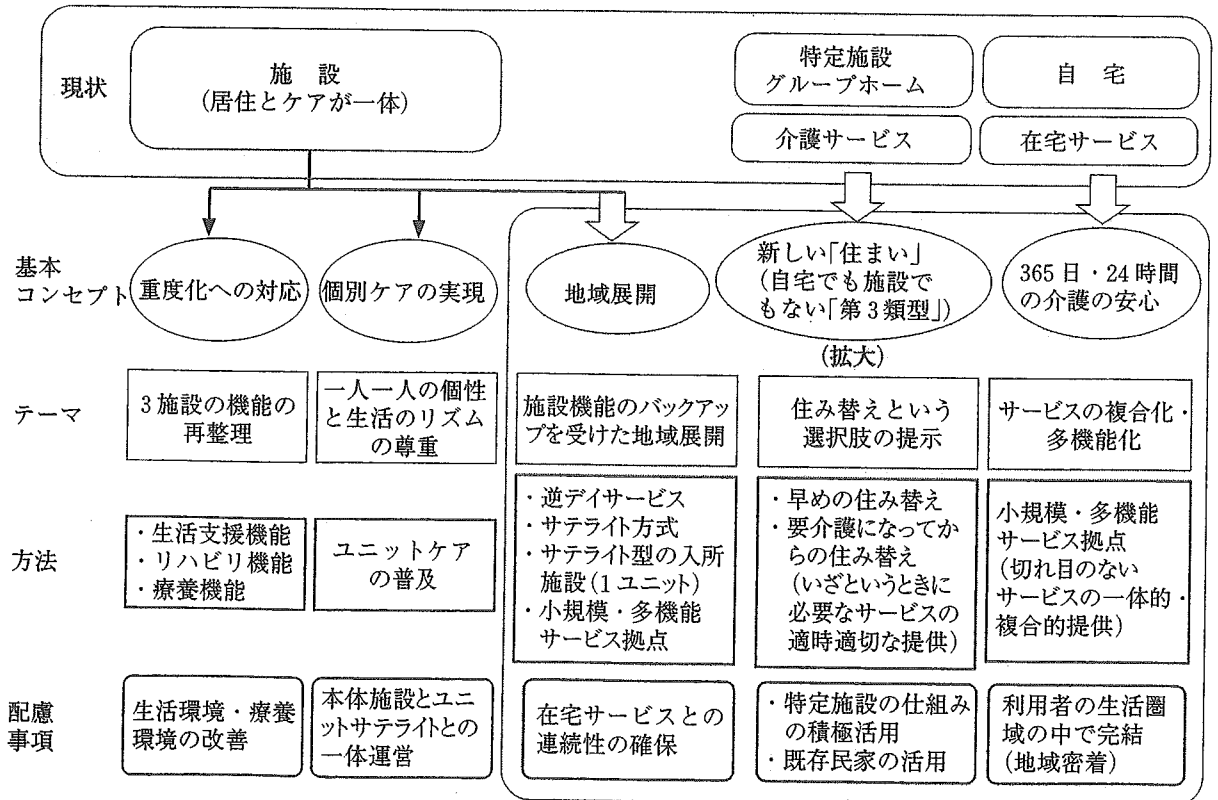 現状
施 設
(居住とケアが一体)
特定施設
グループホーム
介護サービス
自 宅
在宅サービス
基本
コンセプト
重度化への対応
個別ケアの実現
地域展開
新しい「住まい」
(自宅でも施設で
もない「第3類型」)
(拡大)
365日・24時間
の介護の安心
テーマ
3施設の機能の
再整理
一人一人の個性
と生活のリズム
の尊重
施設機能のバックアッ
プを受けた地域展開
住み替えという
選択肢の提示
サービスの複合化・
多機能化
方法
・生活支援機能
・リハビリ機能
・療養機能
ユニットケア
の普及
・逆デイサービス
・サテライト方式
・サテライト型の入所
施設(1ユニット)
・小規模・多機能
サービス拠点
・早めの住み替え
・要介護になってか
らの住み替え
(いざというときに
必要なサービスの
適時適切な提供)
小規模・多機能
サービス拠点
(切れ目のない
サービスの一体的・
複合的提供)
配慮
事項
生活環境・療養
環境の改善
本体施設とユニ
ットサテライトとの
一体運営
在宅サービスとの
連続性の確保
・特定施設の仕組み
の積極活用
・既存民家の活用
利用者の生活圏
域の中で完結
(地域密着)